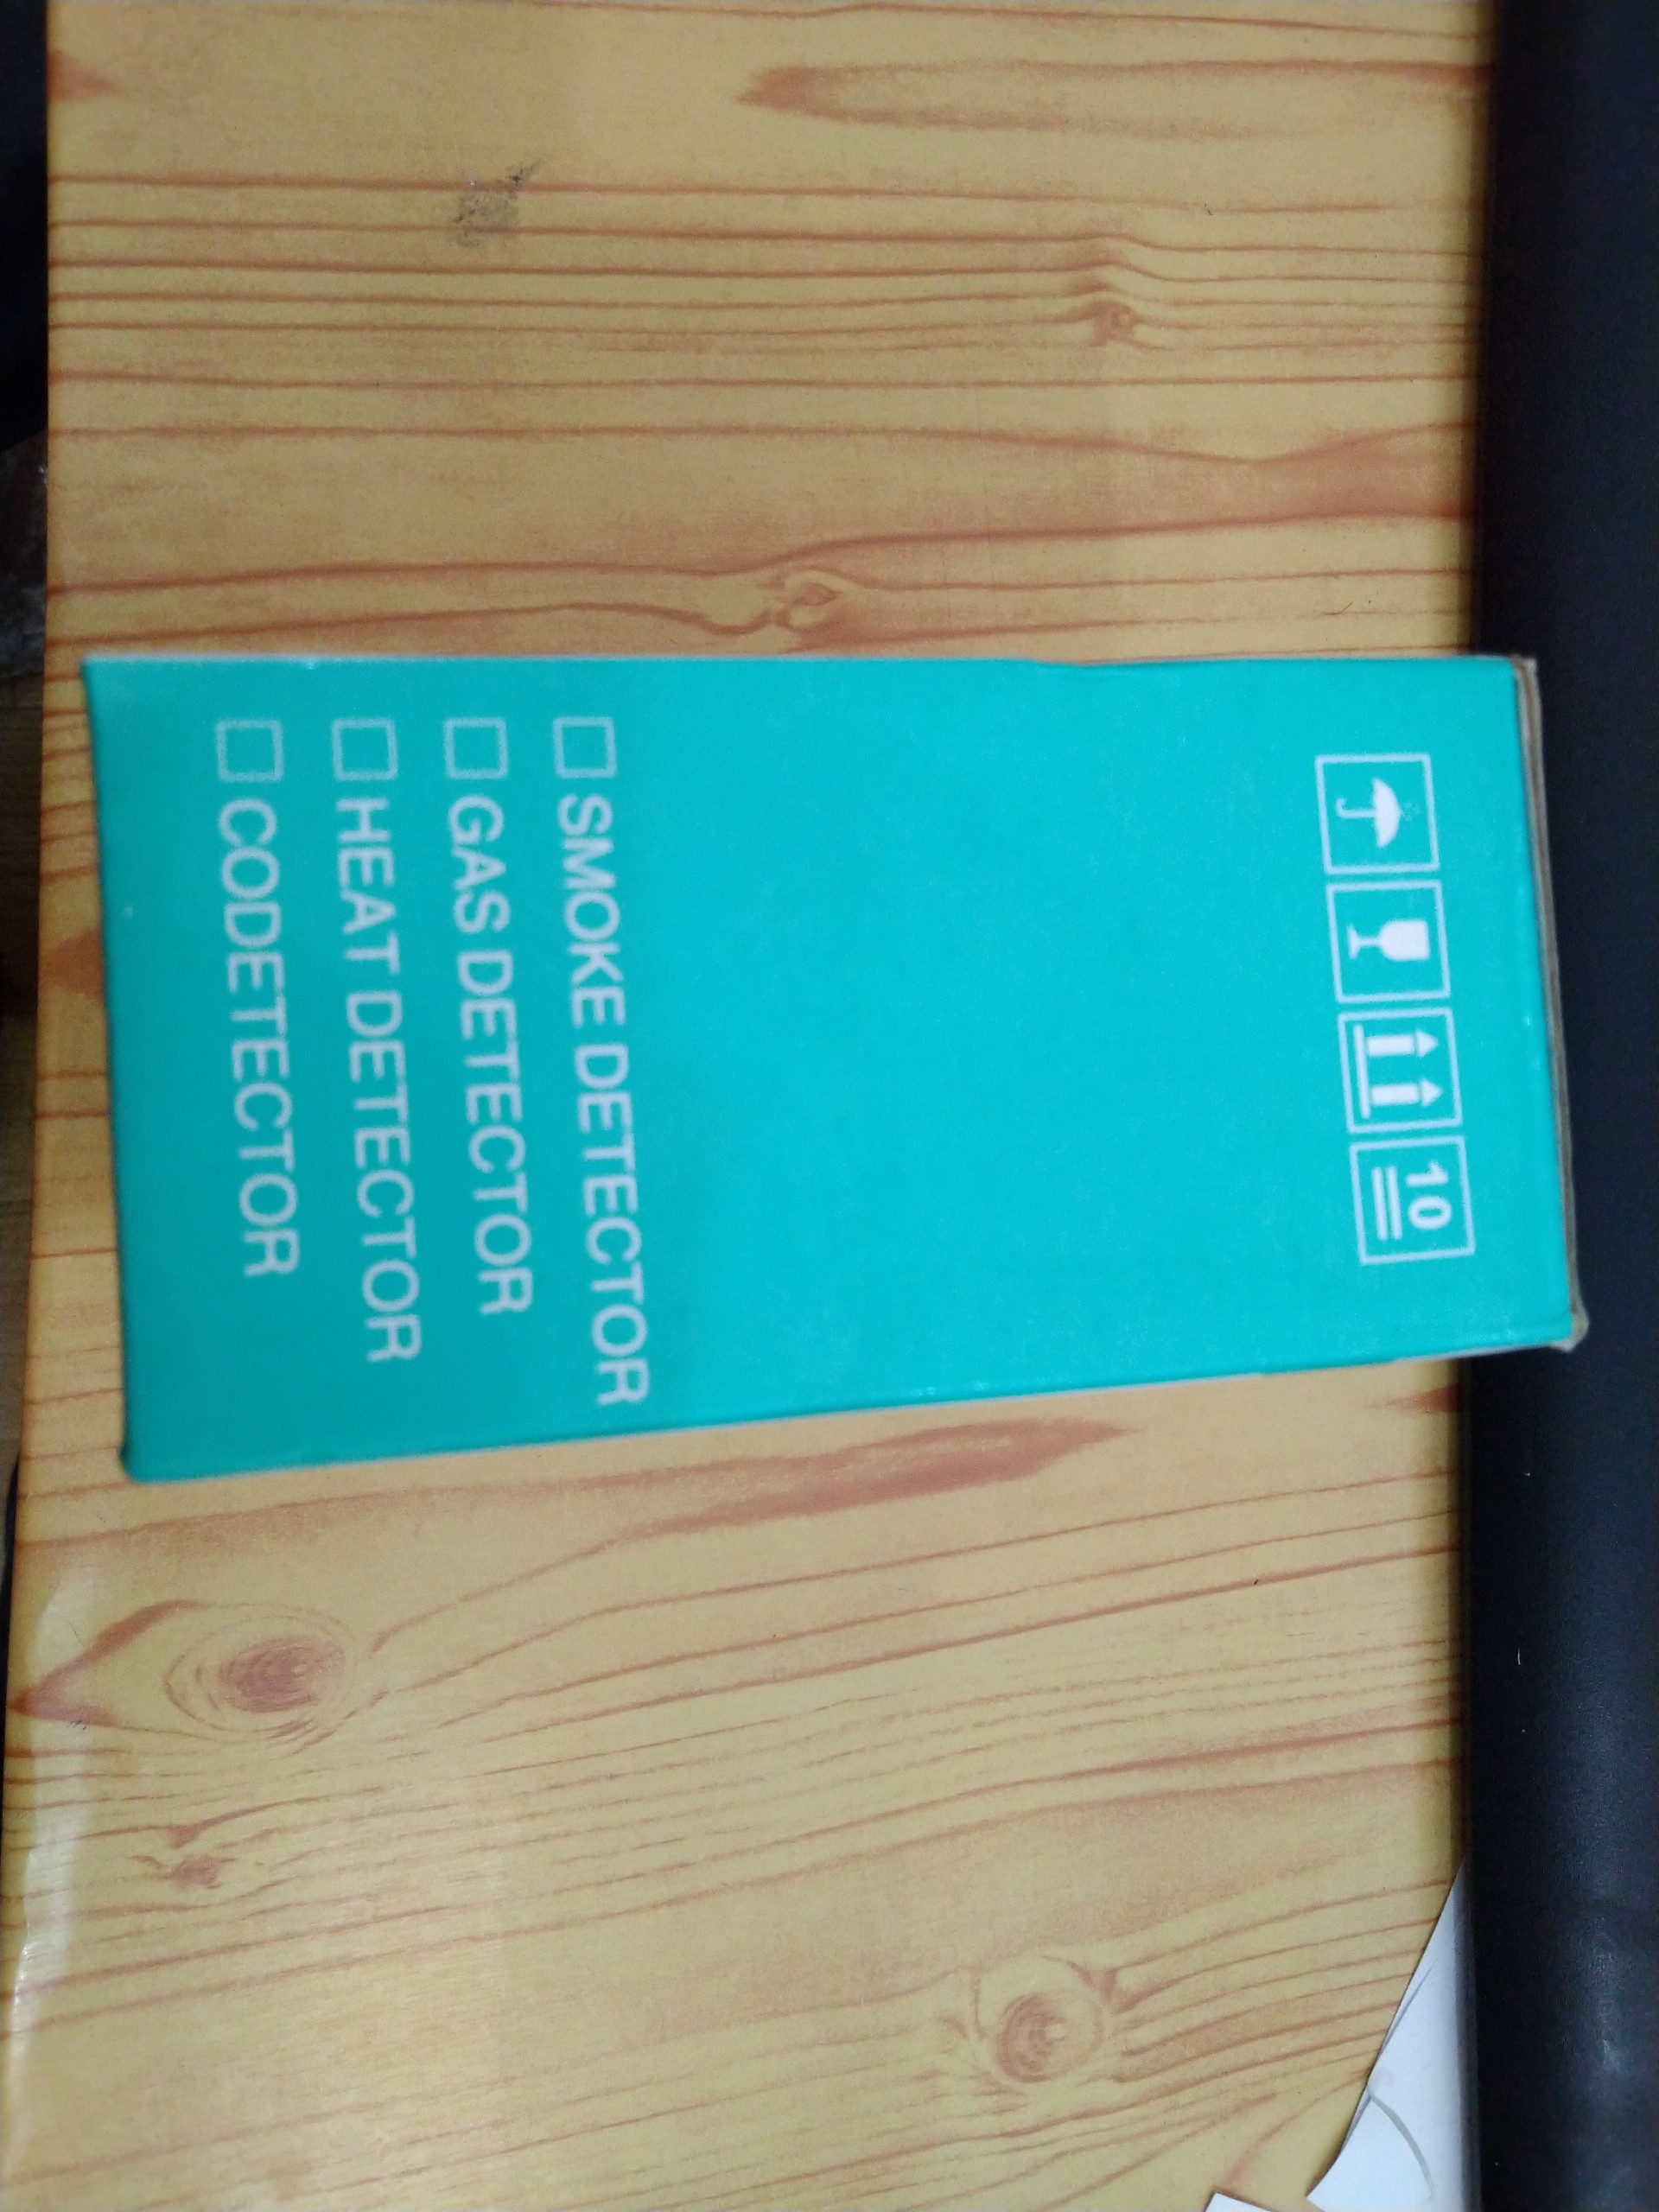 10
SMOKE DETECTOR
GAS DETECTOR
HEAT DETECTOR
CODETECTOR